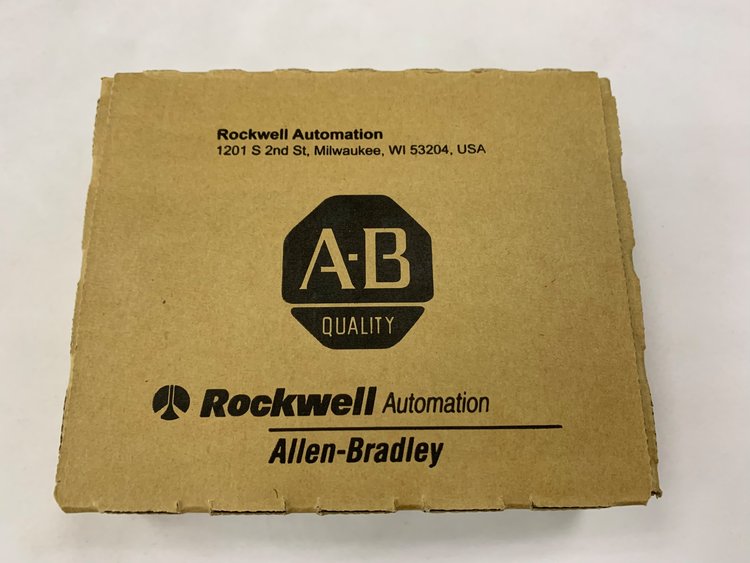 Rockwell Automation
1201 S 2nd St, Milwaukee, WI 53204, USA
A-B
QUALITY
Rockwell Automation
Allen-Bradley